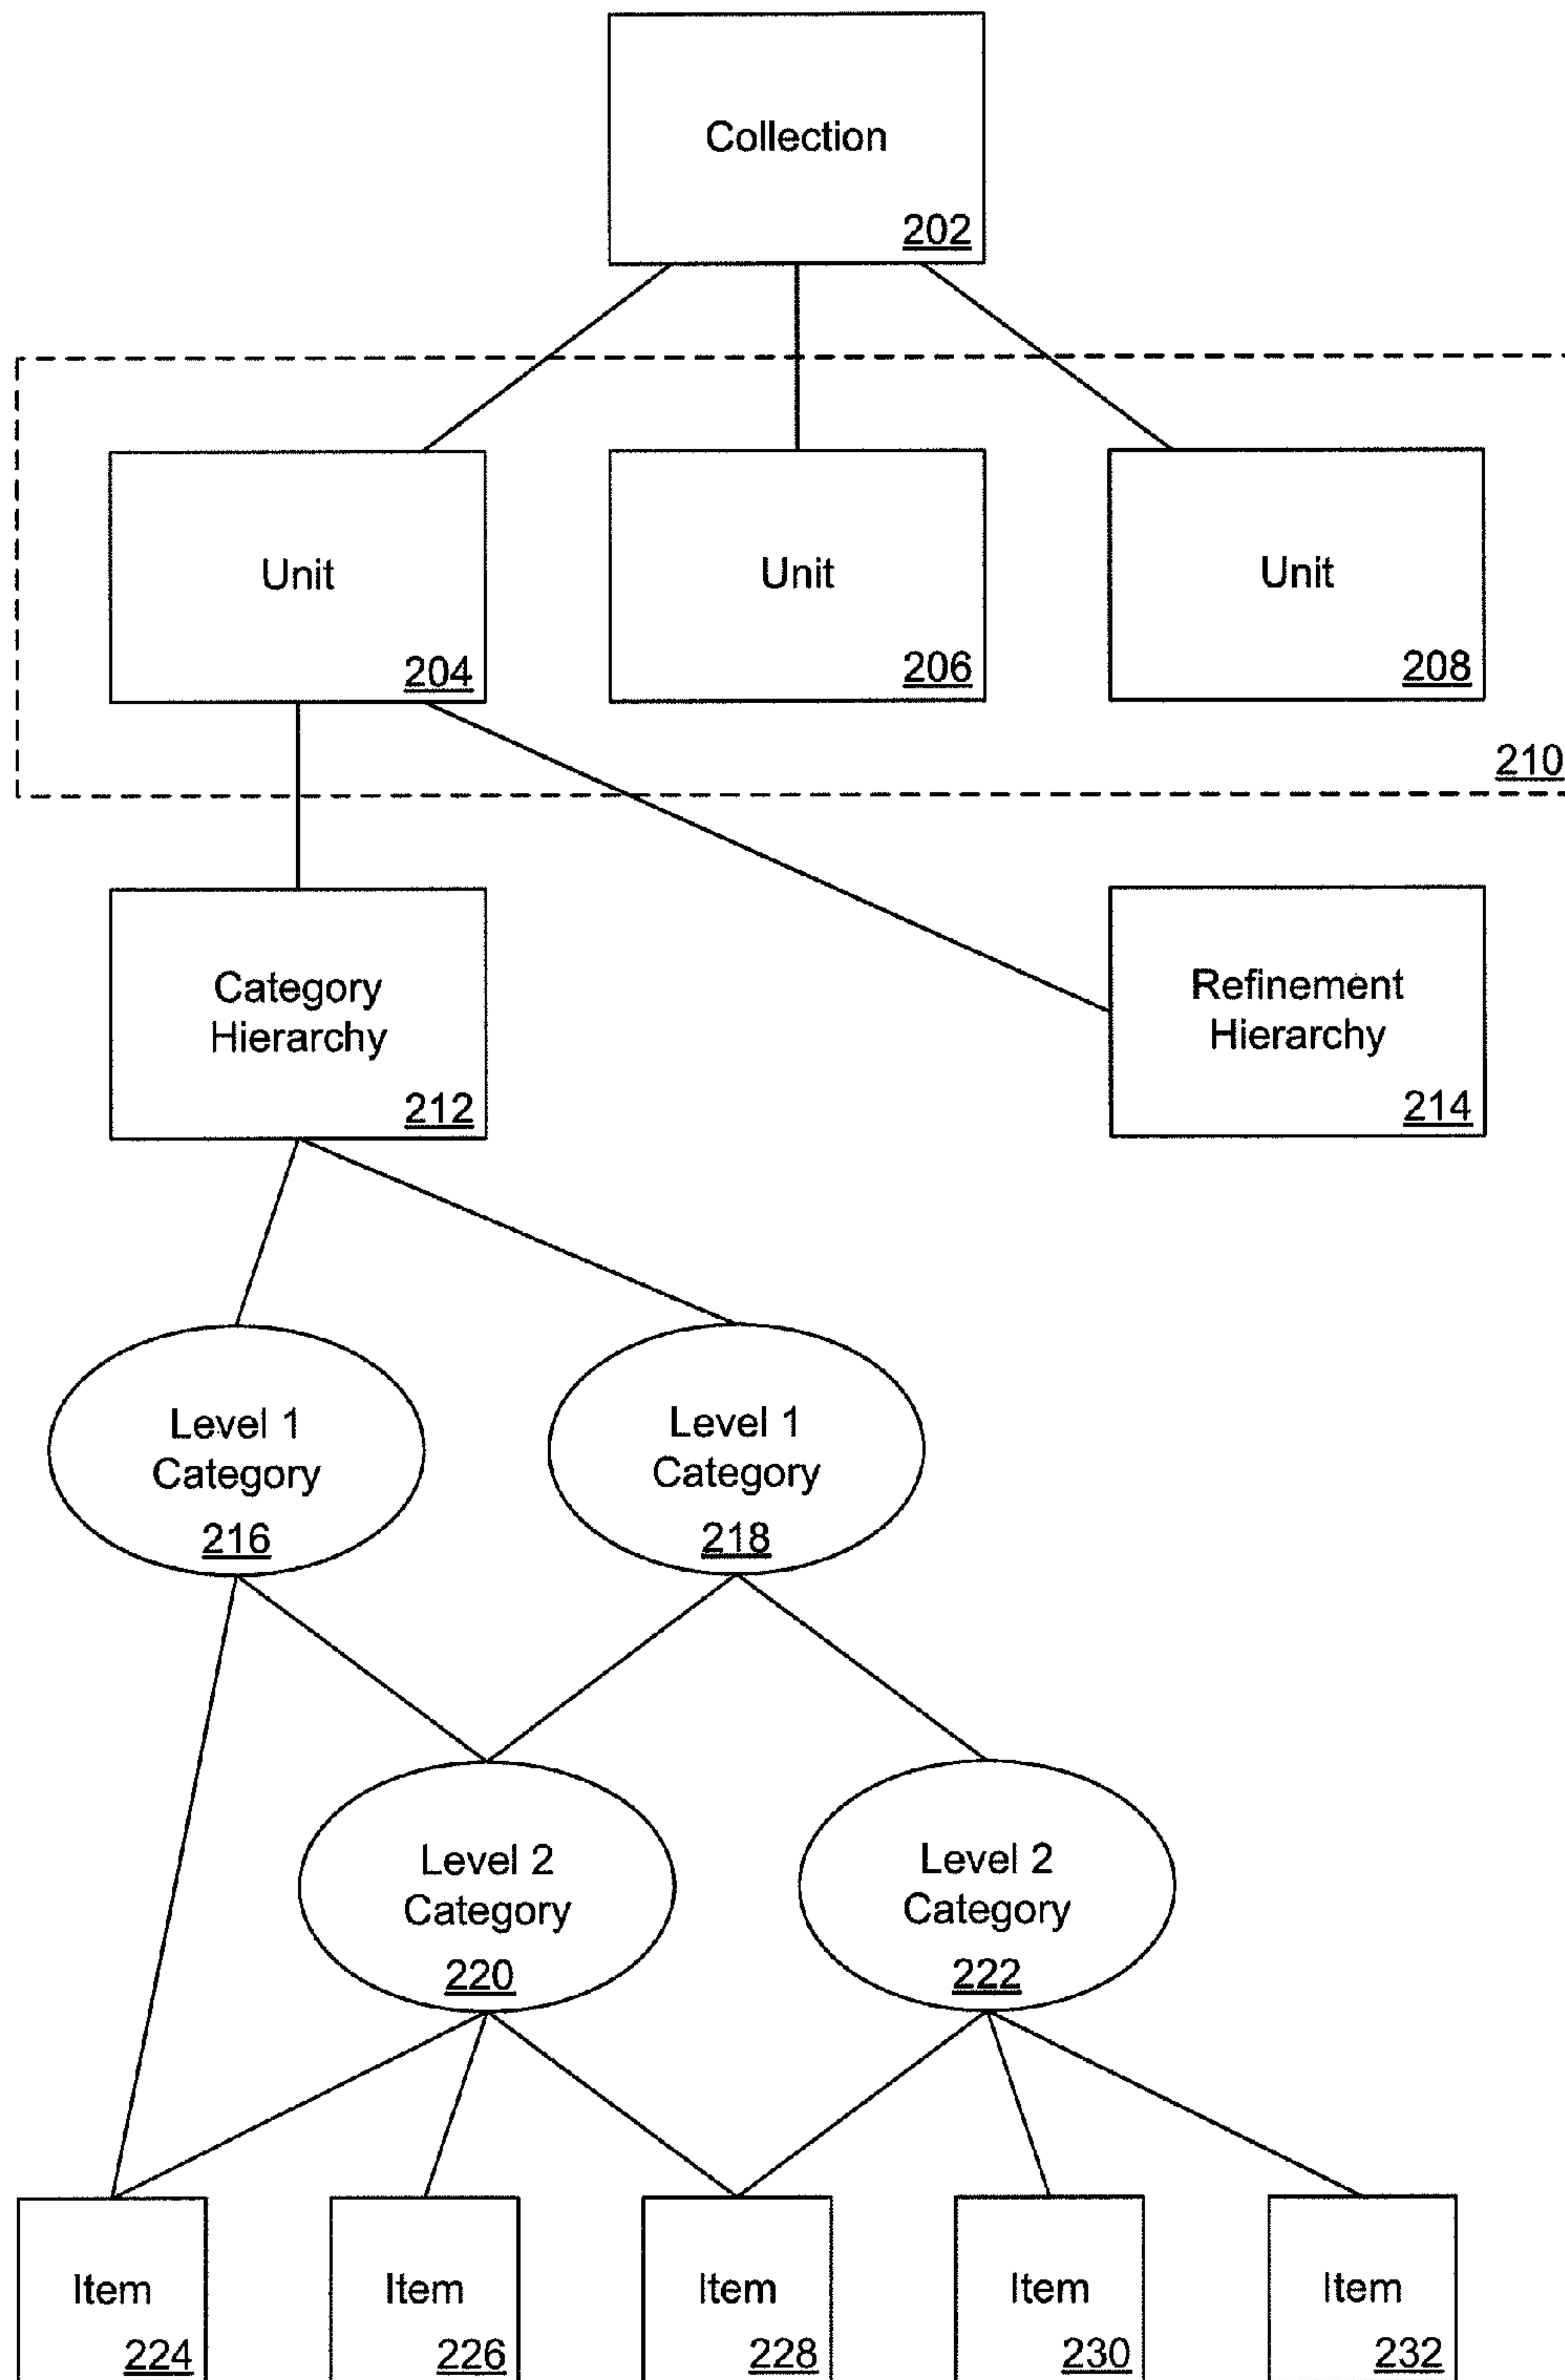 Collection
202
Unit
204
Unit
206
Unit
208
210
Category
Hierarchy
212
Refinement
Hierarchy
214
Level 1
Category
216
Level 1
Category
218
Level 2
Category
220
Level 2
Category
222
Item
224
Item
226
Item
228
Item
230
Item
232